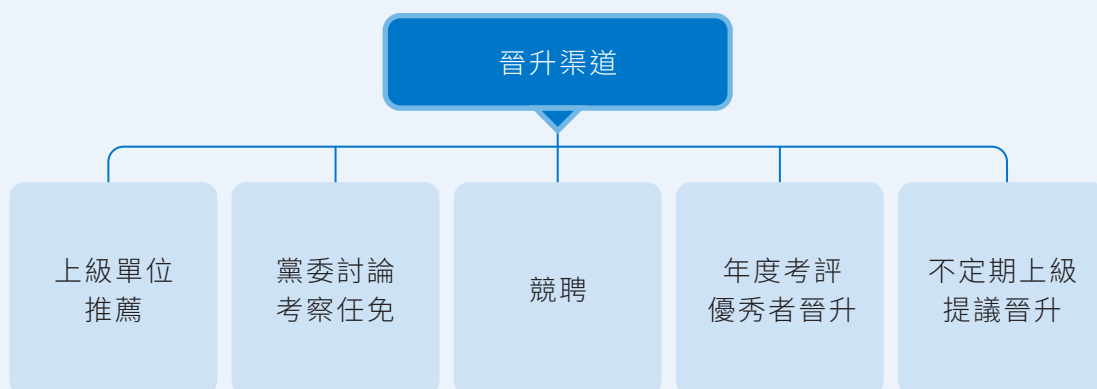 晉升渠道
上級單位
推薦
黨委討論
考察任免
競聘
年度考評
優秀者晉升
不定期上級
提議晉升